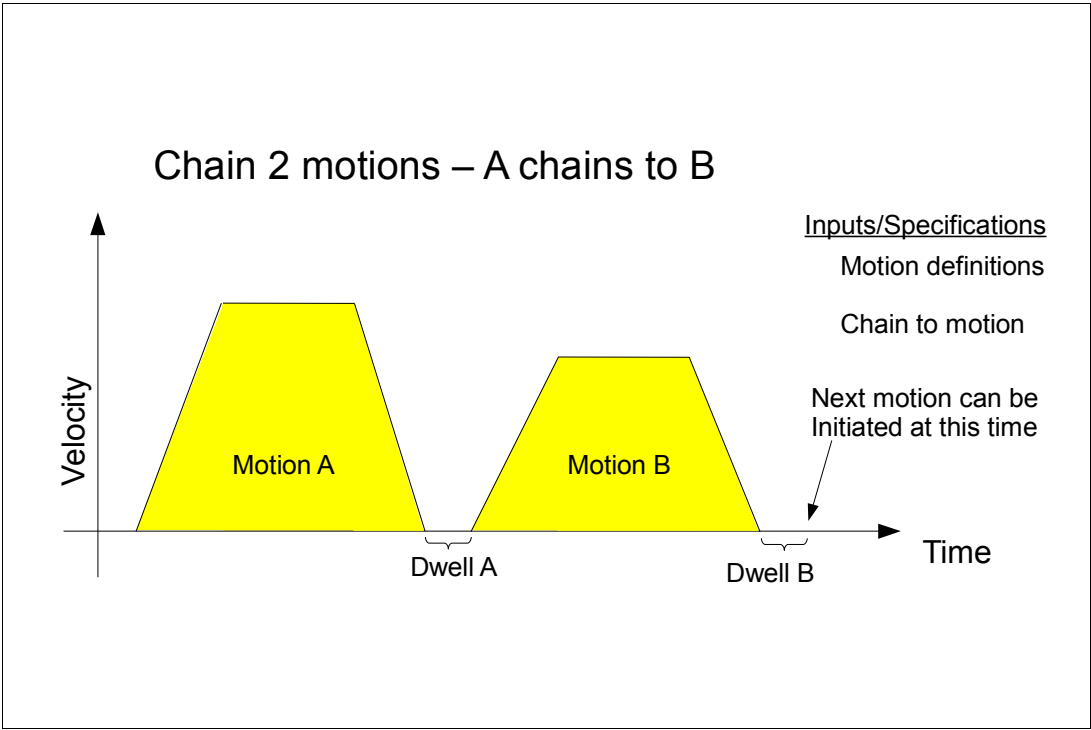 Chain 2 motions – A chains to B
Inputs/Specifications
Motion definitions
Chain to motion
Next motion can be
Initiated at this time
Velocity
Motion A
Motion B
Dwell A
Dwell B
Time